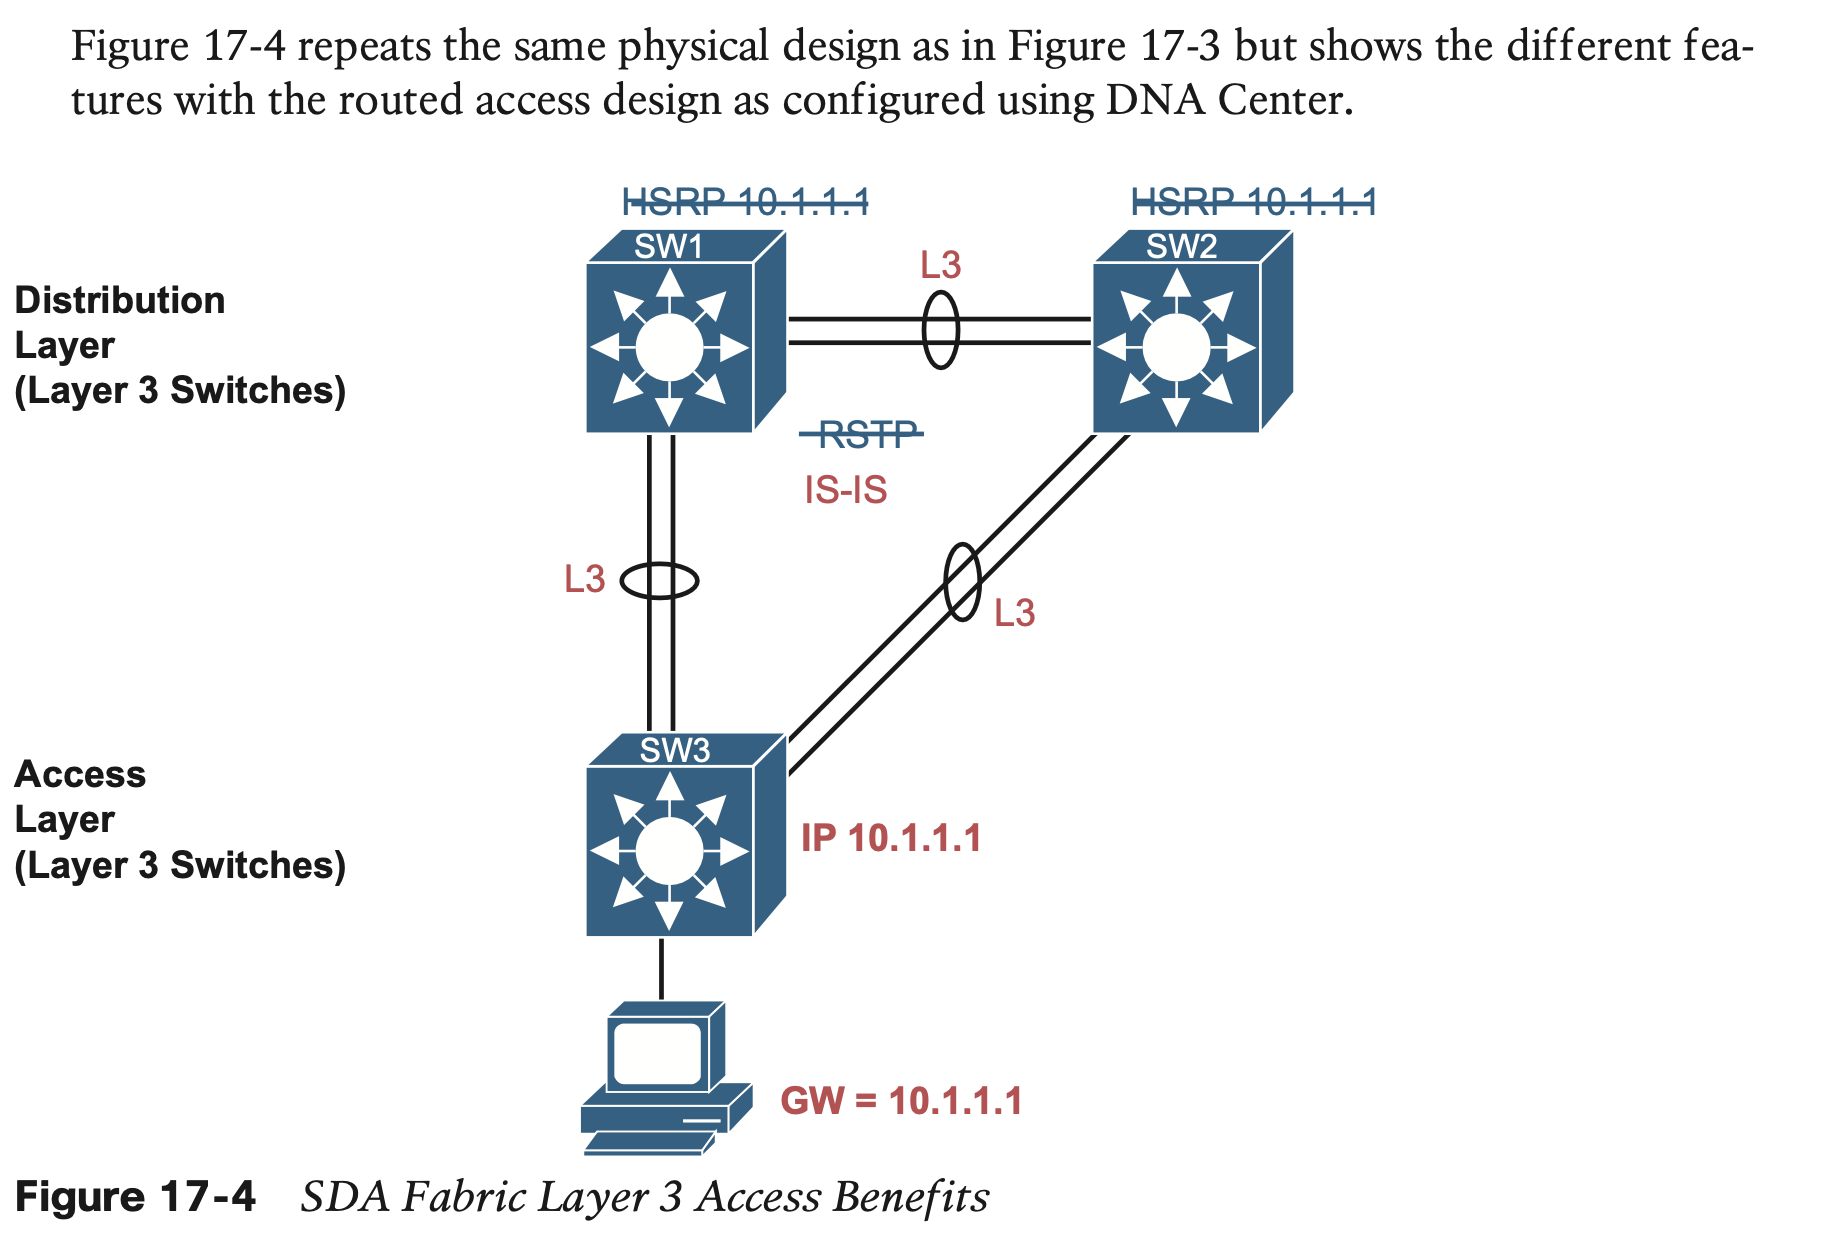 Figure 17-4 repeats the same physical design as in Figure 17-3 but shows the different fea-
tures with the routed access design as configured using DNA Center.
HSRP 10.1.1.1
HSRP 10.1.1.1
SW1
SW2
L3
Distribution
Layer
(Layer 3 Switches)
RSTP
IS-IS
L3
L3
SW3
Access
Layer
(Layer 3 Switches)
IP 10.1.1.1
GW = 10.1.1.1
Figure 17-4 SDA Fabric Layer 3 Access Benefits